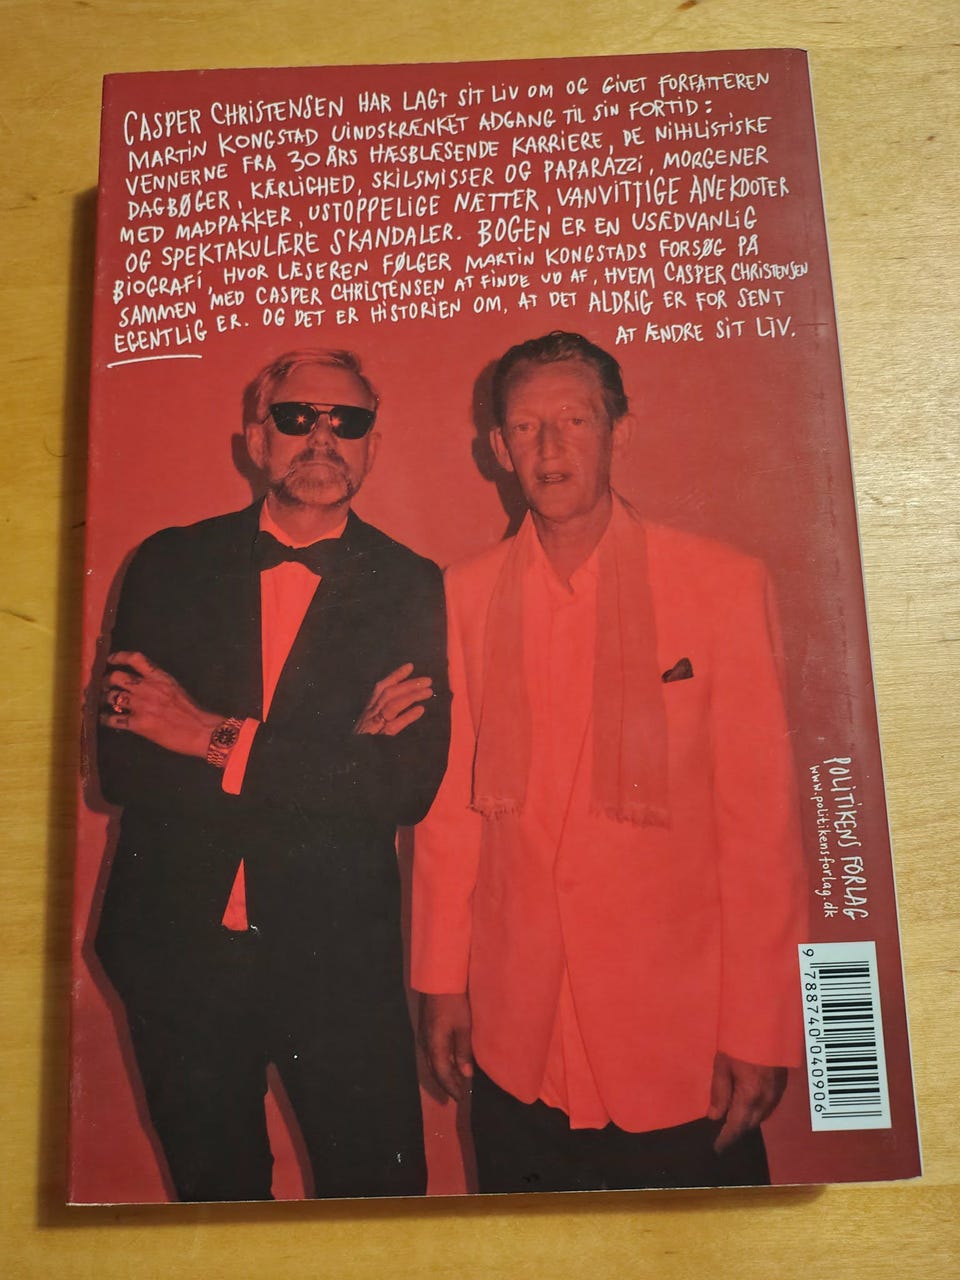 CASPER CHRISTENSEN HAR LAGT SIT LIV OM OG GIVET FORFATTEREN
MARTIN KONGSTAD UINDSKRÆNKET ADGANG TIL SIN FORTID:
VENNERNE FRA 30 ÅRS HÆSBLÆSENDE KARRIERE, DE NIHILISTISKE
DAGBØGER, KÆRLIGHED, SKILSMISSER OG PAPARAZZI, MORGENER
MED MADPAKKER, USTOPPELIGE NÆTTER, VANVITTIGE ANEKDOTER
OG SPEKTAKULÆRE SKANDALER. BOGEN ER EN USÆDVANLIG
BIOGRAFI, HVOR LÆSEREN FØLGER MARTIN KONGSTADS FORSØG PÅ
SAMMEN MED CASPER CHRISTENSEN AT FINDE UD AF, HVEM CASPER CHRISTENSEN
EGENTLIG ER. OG DET ER HISTORIEN OM, AT DET ALDRIG ER FOR SENT
AT ÆNDRE SIT LIV.
POLITIKENS FORLAG
www.politikensforlag.dk
9 788740 040906